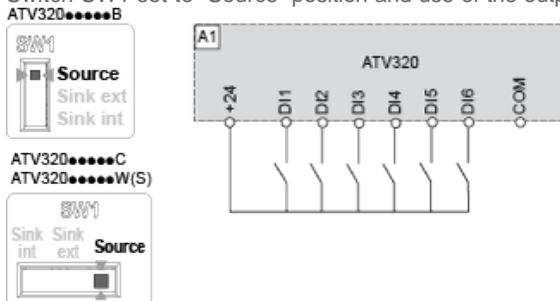 Switch SW1 set to "Source" position and use of the outp
ATV320●●●●●B
SW1
Source
Sink ext
Sink int
A1
ATV320
+24
DI1
DI2
DI3
DI4
DI5
DI6
COM
ATV320●●●●●C
ATV320●●●●●W(S)
SW1
Sink int
Sink ext
Source